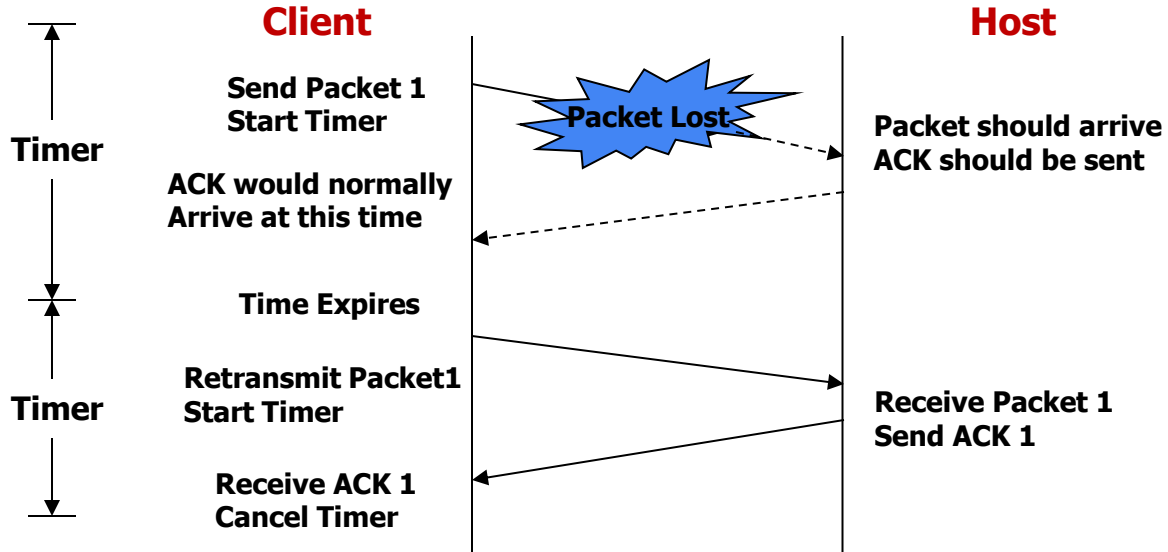 Client
Host
Send Packet 1
Start Timer
Packet Lost
Packet should arrive
ACK should be sent
Timer
ACK would normally
Arrive at this time
Time Expires
Retransmit Packet1
Start Timer
Timer
Receive Packet 1
Send ACK 1
Receive ACK 1
Cancel Timer